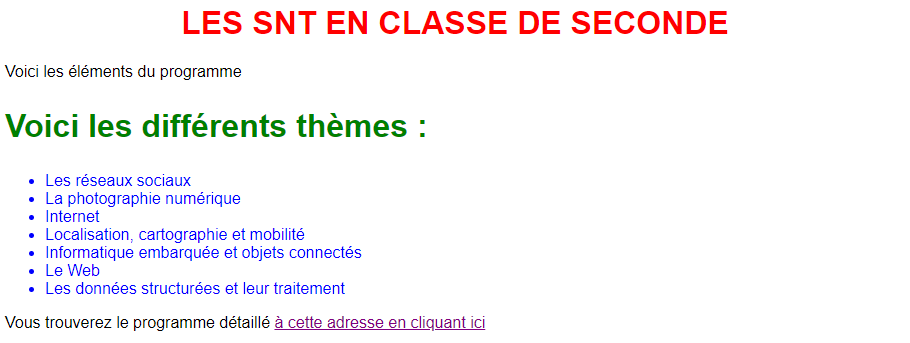 LES SNT EN CLASSE DE SECONDE
Voici les éléments du programme
Voici les différents thèmes :
Les réseaux sociaux
La photographie numérique
Internet
Localisation, cartographie et mobilité
Informatique embarquée et objets connectés
Le Web
Les données structurées et leur traitement
Vous trouverez le programme détaillé à cette adresse en cliquant ici